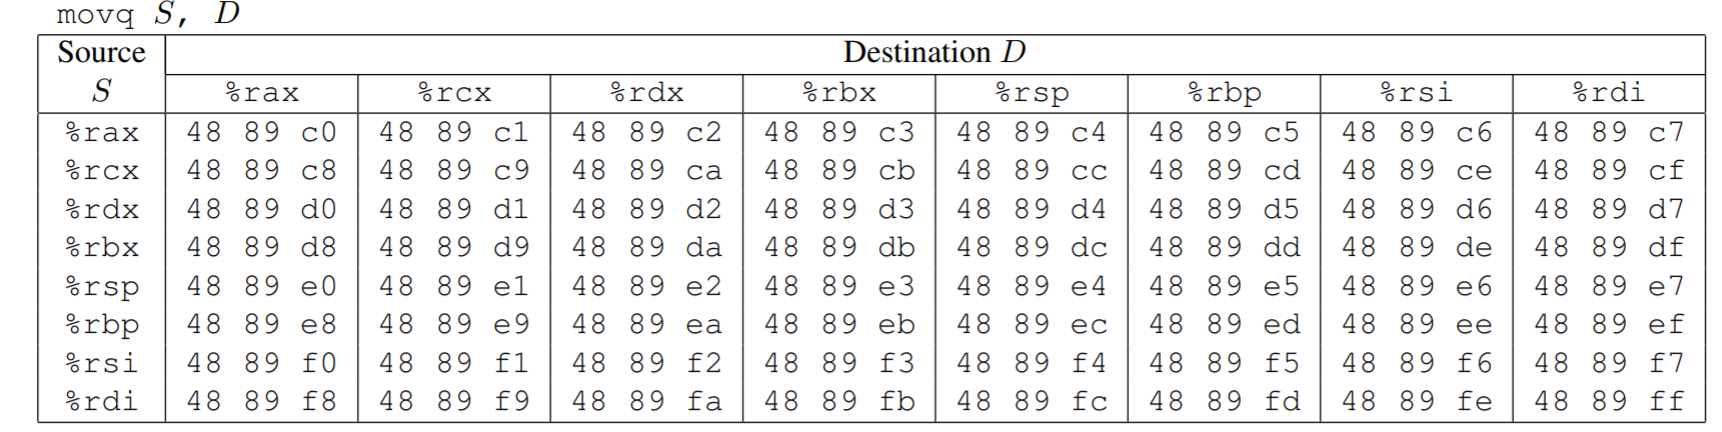 movq S, D
Source Destination D
S %rax %rcx %rdx %rbx %rsp %rbp %rsi %rdi
%rax 48 89 c0 48 89 c1 48 89 c2 48 89 c3 48 89 c4 48 89 c5 48 89 c6 48 89 c7
%rcx 48 89 c8 48 89 c9 48 89 ca 48 89 cb 48 89 cc 48 89 cd 48 89 ce 48 89 cf
%rdx 48 89 d0 48 89 d1 48 89 d2 48 89 d3 48 89 d4 48 89 d5 48 89 d6 48 89 d7
%rbx 48 89 d8 48 89 d9 48 89 da 48 89 db 48 89 dc 48 89 dd 48 89 de 48 89 df
%rsp 48 89 e0 48 89 e1 48 89 e2 48 89 e3 48 89 e4 48 89 e5 48 89 e6 48 89 e7
%rbp 48 89 e8 48 89 e9 48 89 ea 48 89 eb 48 89 ec 48 89 ed 48 89 ee 48 89 ef
%rsi 48 89 f0 48 89 f1 48 89 f2 48 89 f3 48 89 f4 48 89 f5 48 89 f6 48 89 f7
%rdi 48 89 f8 48 89 f9 48 89 fa 48 89 fb 48 89 fc 48 89 fd 48 89 fe 48 89 ff